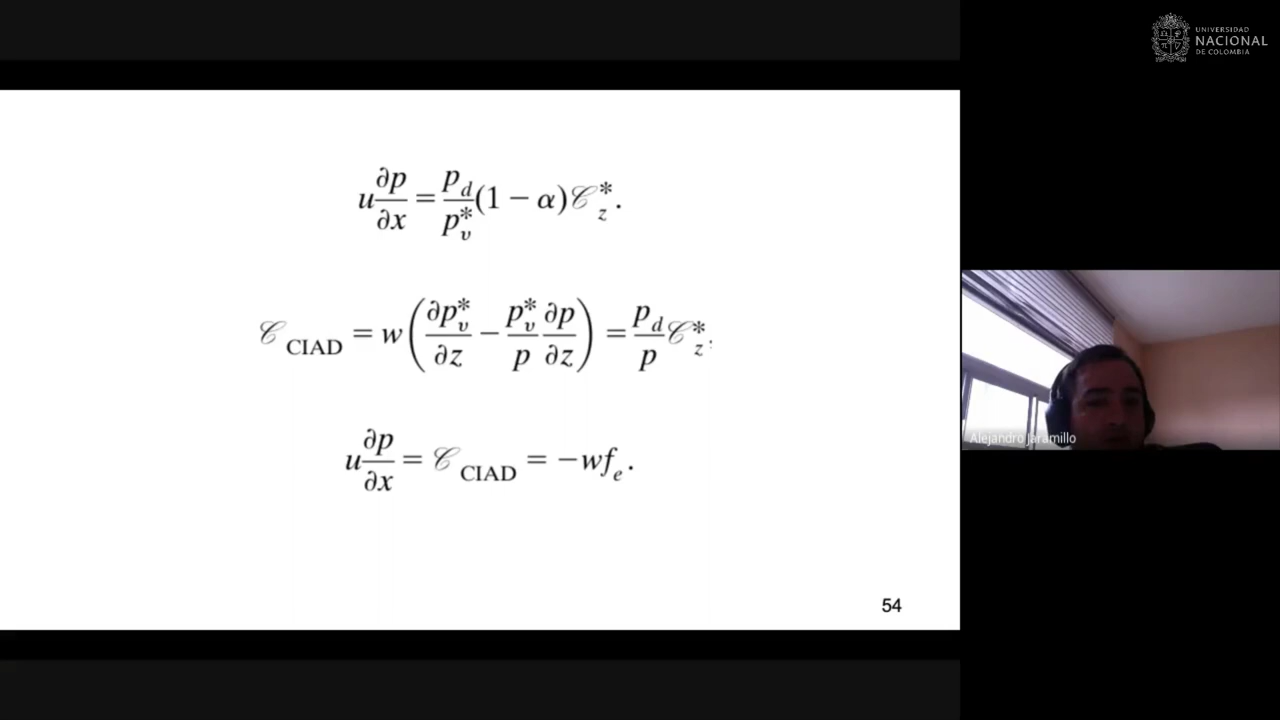 UNIVERSIDAD
NACIONAL
DE COLOMBIA
u ∂p/∂x = p_d/p_v^* (1 − α) 𝒞_z^*.
𝒞_CIAD = w(∂p_v^*/∂z − p_v^*/p ∂p/∂z) = p_d/p 𝒞_z^*
u ∂p/∂x = 𝒞_CIAD = −wf_e.
Alejandro Jaramillo
54